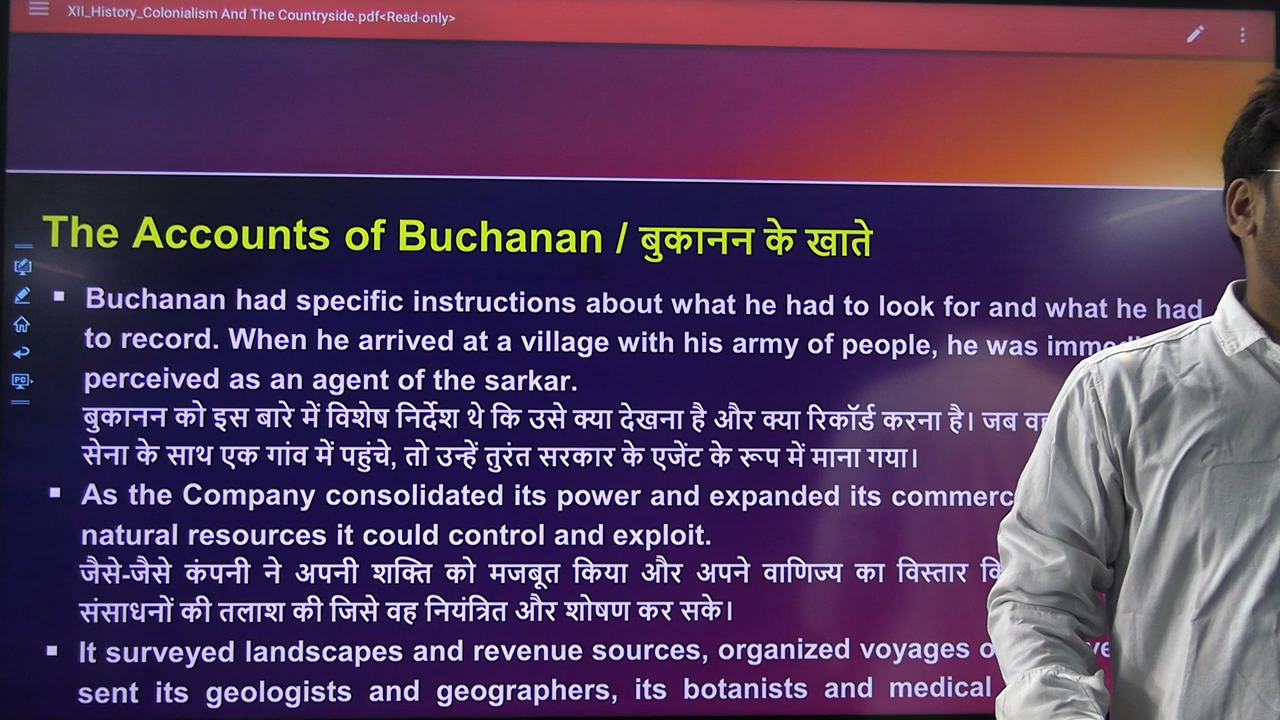 XII_History_Colonialism And The Countryside.pdf<Read-only>
The Accounts of Buchanan / बुकानन के खाते
▪ Buchanan had specific instructions about what he had to look for and what he had
to record. When he arrived at a village with his army of people, he was
perceived as an agent of the sarkar.
बुकानन को इस बारे में विशेष निर्देश थे कि उसे क्या देखना है और क्या रिकॉर्ड करना है। जब
सेना के साथ एक गांव में पहुंचे, तो उन्हें तुरंत सरकार के एजेंट के रूप में माना गया।
▪ As the Company consolidated its power and expanded its
natural resources it could control and exploit.
जैसे-जैसे कंपनी ने अपनी शक्ति को मजबूत किया और अपने वाणिज्य का विस्तार
संसाधनों की तलाश की जिसे वह नियंत्रित और शोषण कर सके।
▪ It surveyed landscapes and revenue sources, organized voyages
sent its geologists and geographers, its botanists and medical
PC